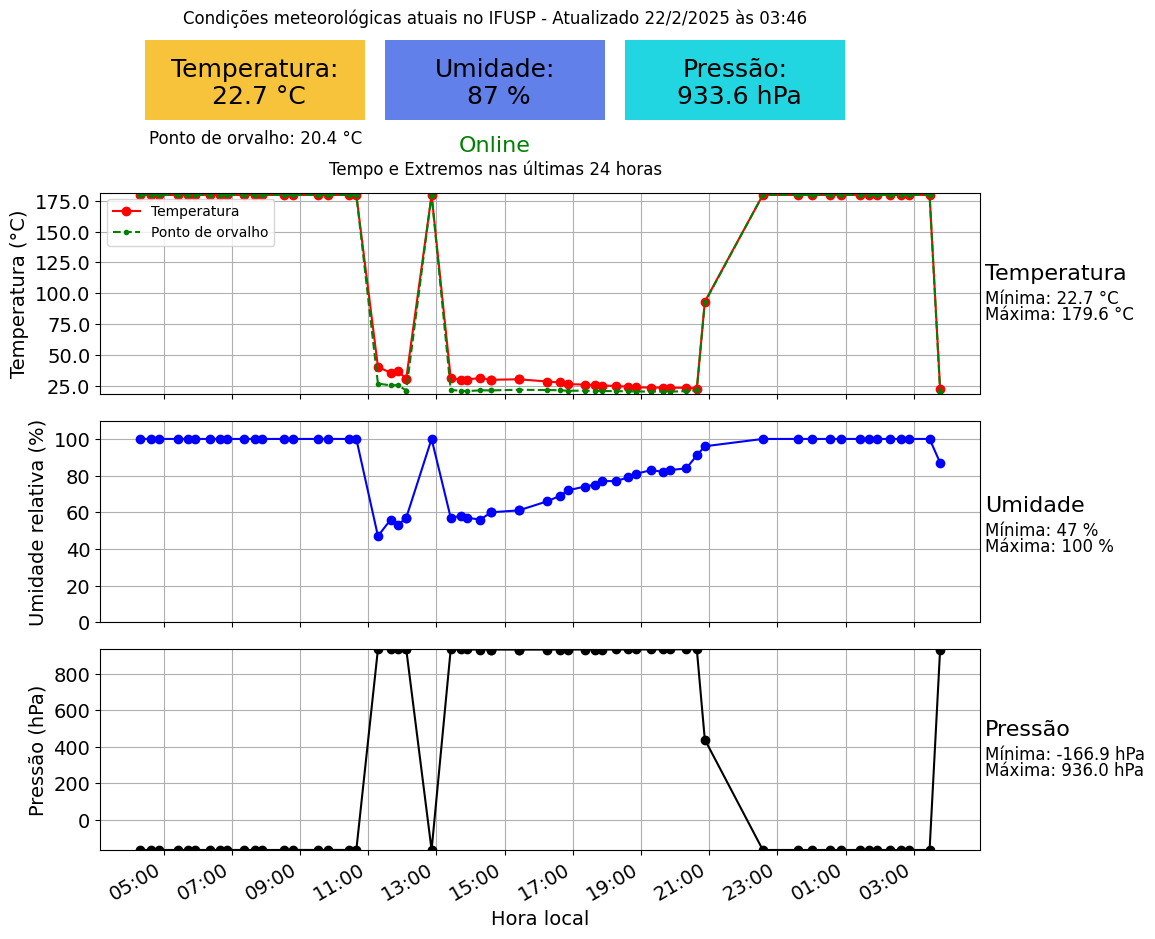 Condições meteorológicas atuais no IFUSP - Atualizado 22/2/2025 às 03:46
Temperatura:
22.7 °C
Umidade:
87 %
Pressão:
933.6 hPa
Ponto de orvalho: 20.4 °C
Online
Tempo e Extremos nas últimas 24 horas
Temperatura (°C)
175.0
150.0
125.0
100.0
75.0
50.0
25.0
Temperatura
Ponto de orvalho
Temperatura
Mínima: 22.7 °C
Máxima: 179.6 °C
Umidade relativa (%)
100
80
60
40
20
0
Umidade
Mínima: 47 %
Máxima: 100 %
Pressão (hPa)
800
600
400
200
0
Pressão
Mínima: -166.9 hPa
Máxima: 936.0 hPa
05:00 07:00 09:00 11:00 13:00 15:00 17:00 19:00 21:00 23:00 01:00 03:00
Hora local